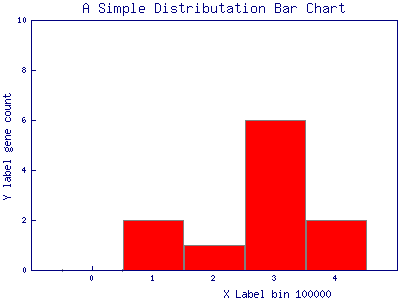 A Simple Distributation Bar Chart
10
8
6
4
2
0
Y label gene count
0 1 2 3 4
X Label bin 100000